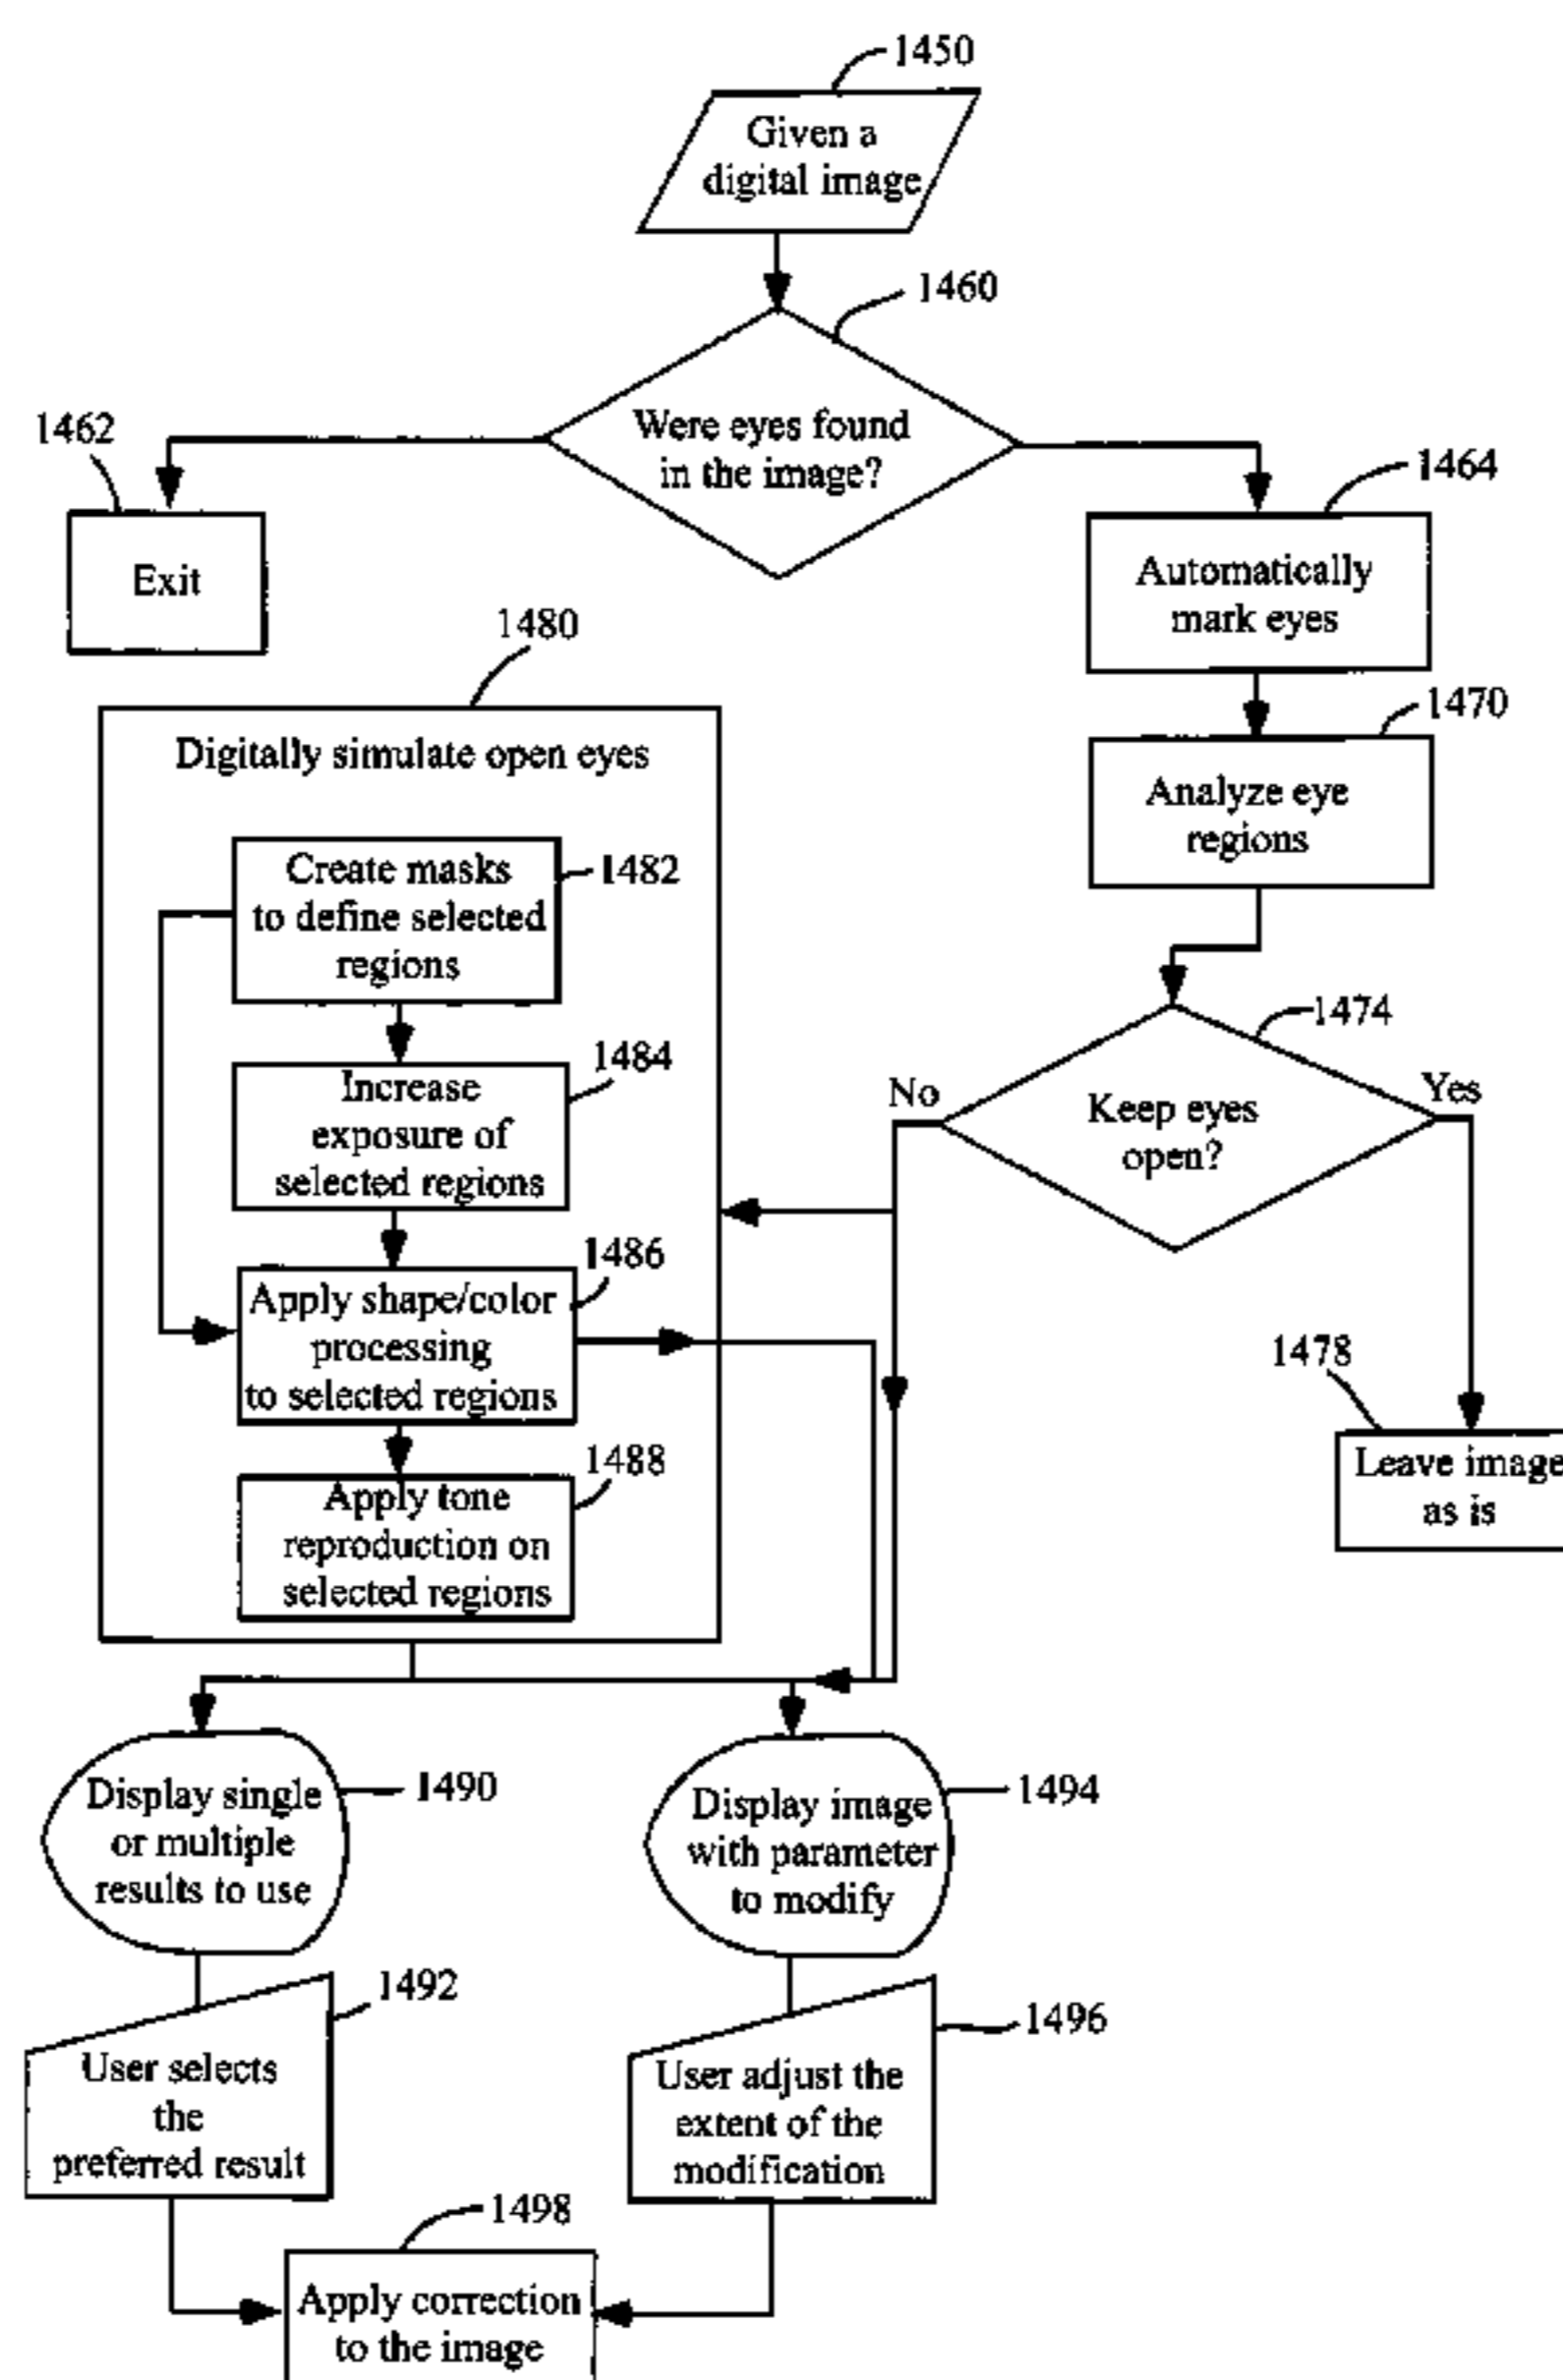 1450
Given a
digital image
1460
Were eyes found
in the image?
1462
Exit
1464
Automatically
mark eyes
1470
Analyze eye
regions
1474
Keep eyes
open?
No
Yes
1478
Leave image
as is
1480
Digitally simulate open eyes
Create masks
to define selected
regions
1482
1484
Increase
exposure of
selected regions
1486
Apply shape/color
processing
to selected regions
1488
Apply tone
reproduction on
selected regions
Display single
or multiple
results to use
1490
Display image
with parameter
to modify
1494
1492
User selects
the
preferred result
1496
User adjust the
extent of the
modification
1498
Apply correction
to the image